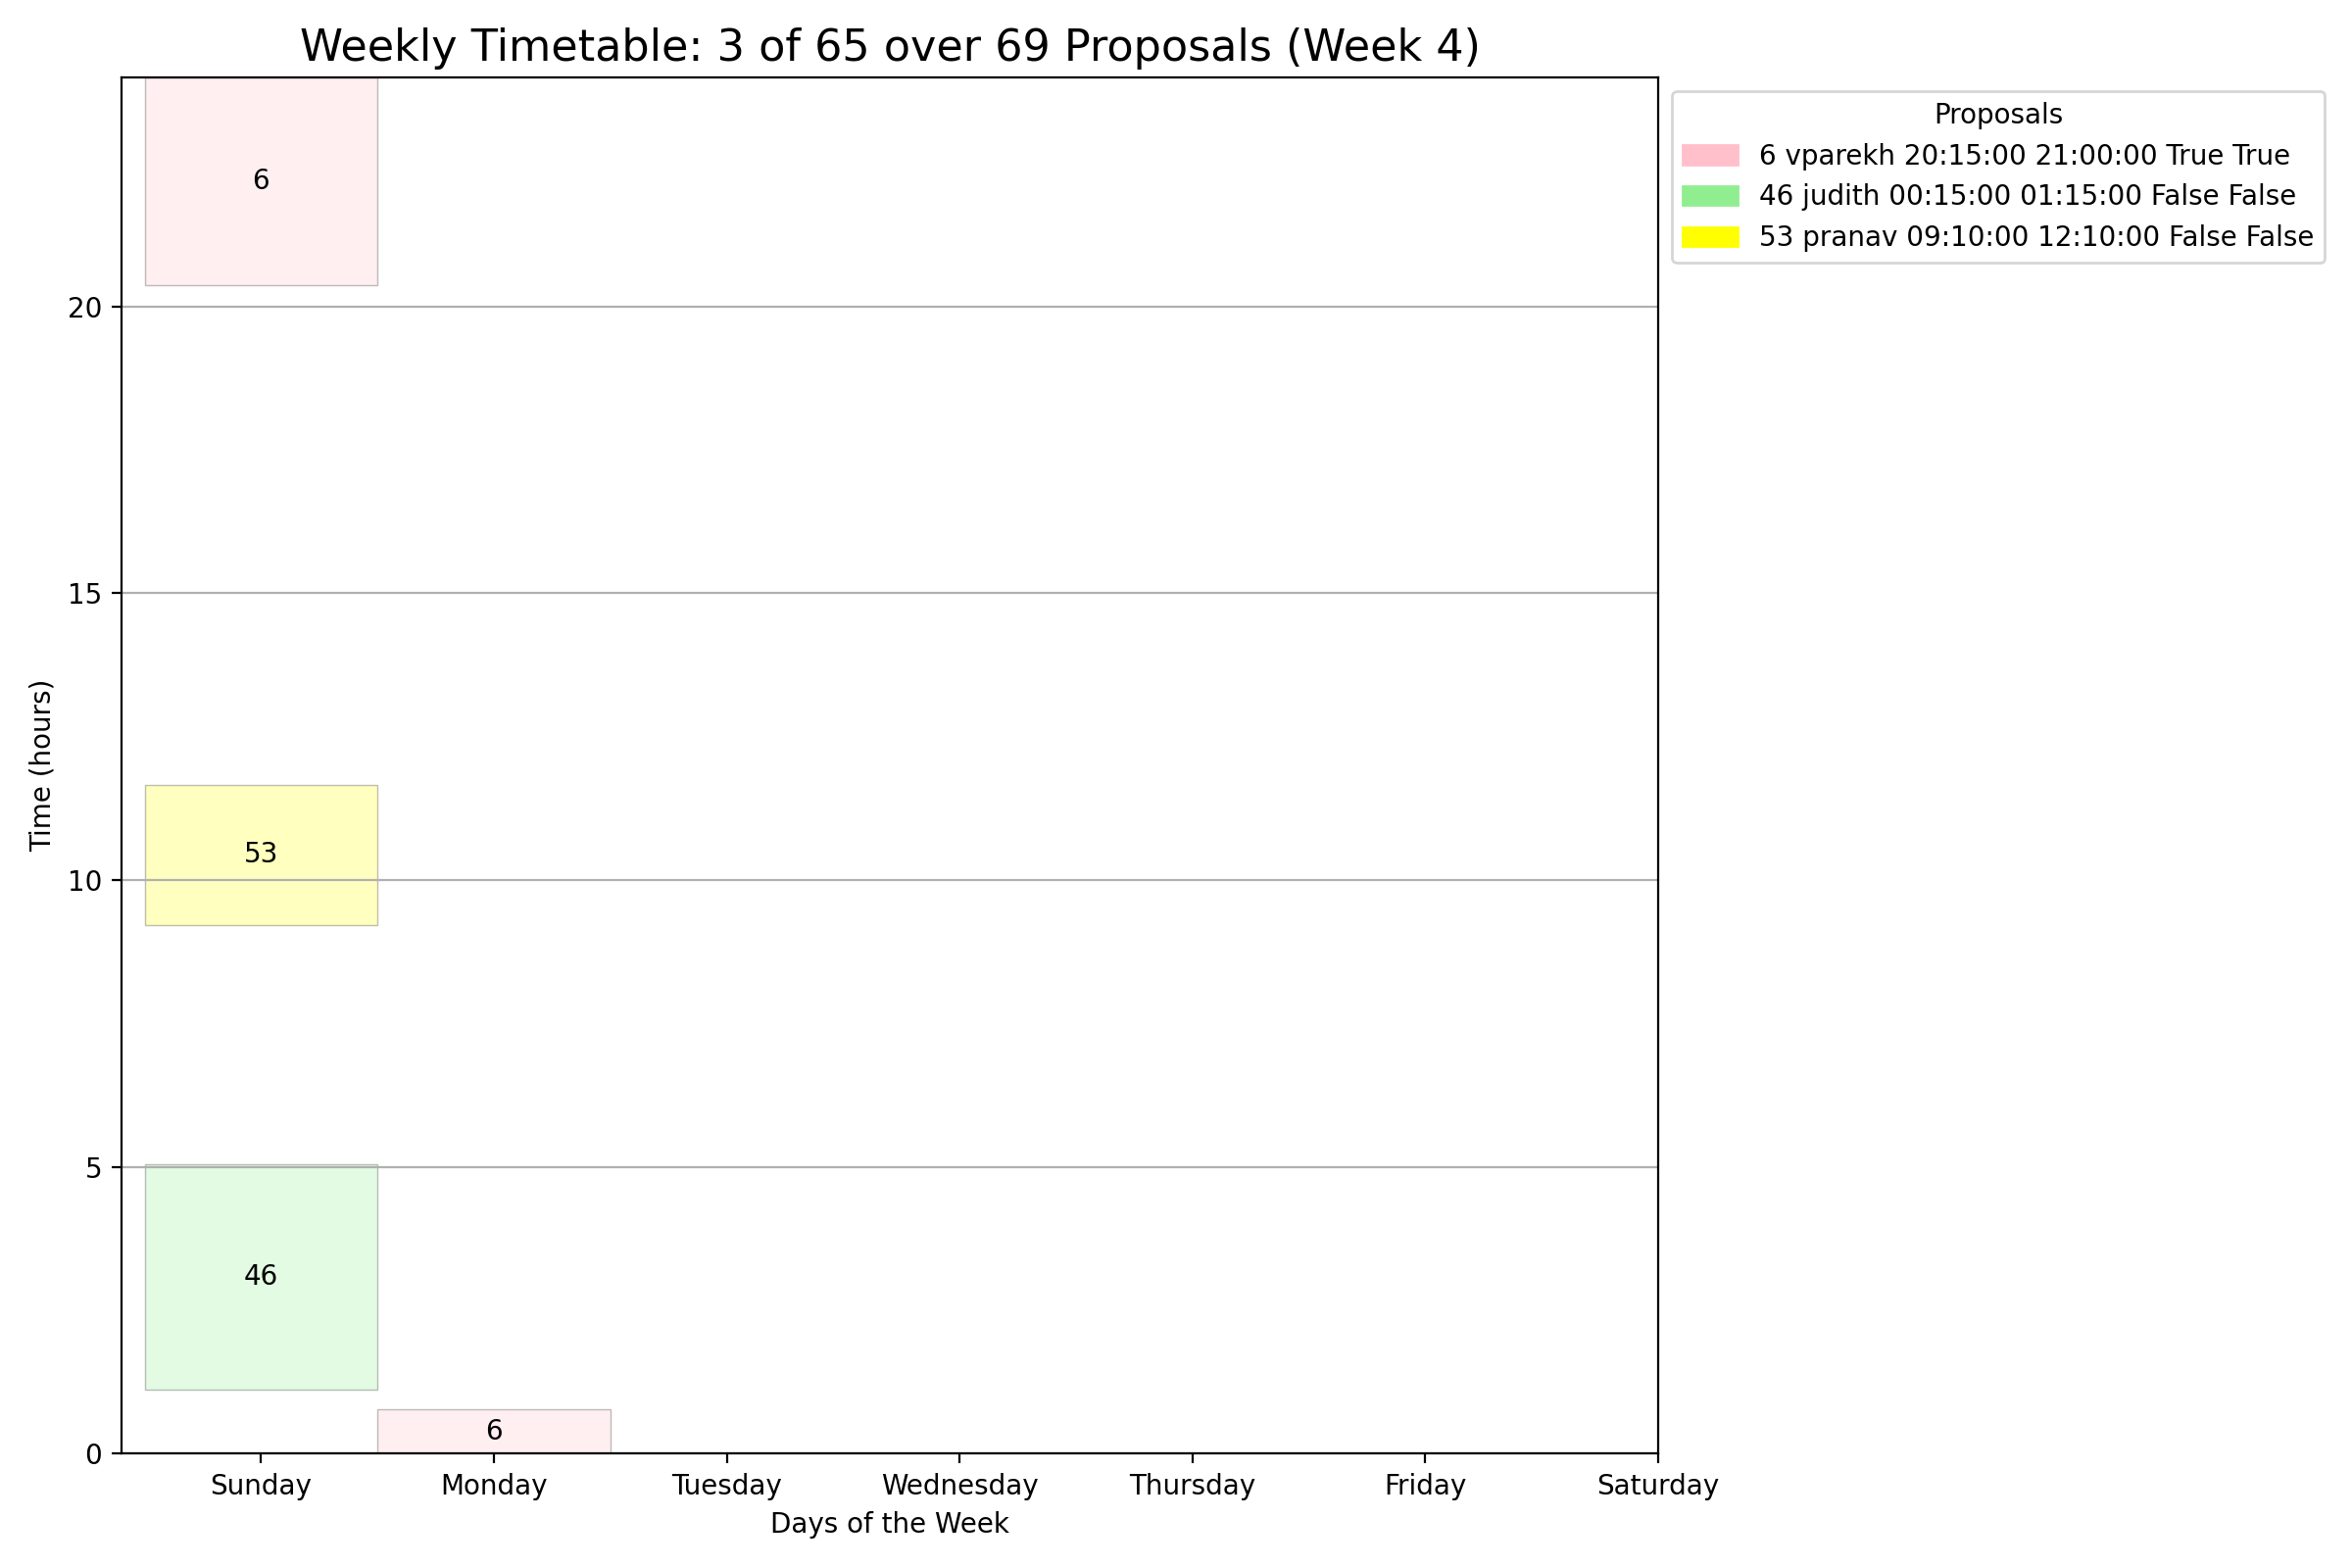 Weekly Timetable: 3 of 65 over 69 Proposals (Week 4)
Proposals
6 vparekh 20:15:00 21:00:00 True True
46 judith 00:15:00 01:15:00 False False
53 pranav 09:10:00 12:10:00 False False
6
20
15
Time (hours)
53
10
5
46
6
0
Sunday Monday Tuesday Wednesday Thursday Friday Saturday
Days of the Week